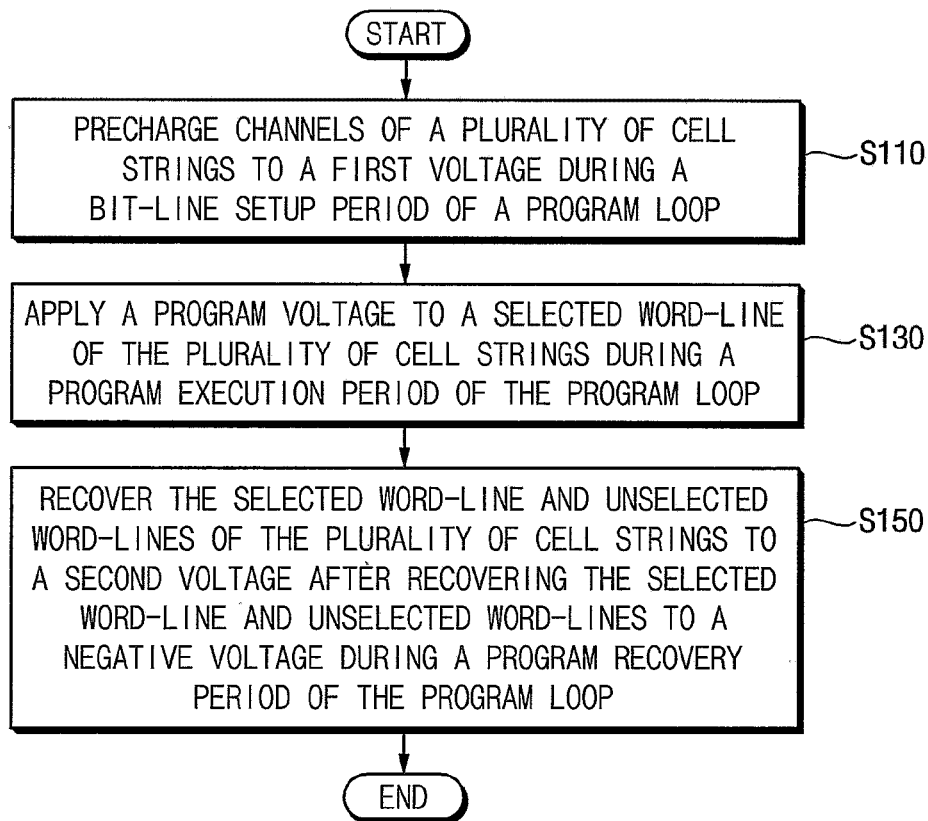 START
PRECHARGE CHANNELS OF A PLURALITY OF CELL
STRINGS TO A FIRST VOLTAGE DURING A
BIT-LINE SETUP PERIOD OF A PROGRAM LOOP
S110
APPLY A PROGRAM VOLTAGE TO A SELECTED WORD-LINE
OF THE PLURALITY OF CELL STRINGS DURING A
PROGRAM EXECUTION PERIOD OF THE PROGRAM LOOP
S130
RECOVER THE SELECTED WORD-LINE AND UNSELECTED
WORD-LINES OF THE PLURALITY OF CELL STRINGS TO
A SECOND VOLTAGE AFTER RECOVERING THE SELECTED
WORD-LINE AND UNSELECTED WORD-LINES TO A
NEGATIVE VOLTAGE DURING A PROGRAM RECOVERY
PERIOD OF THE PROGRAM LOOP
S150
END